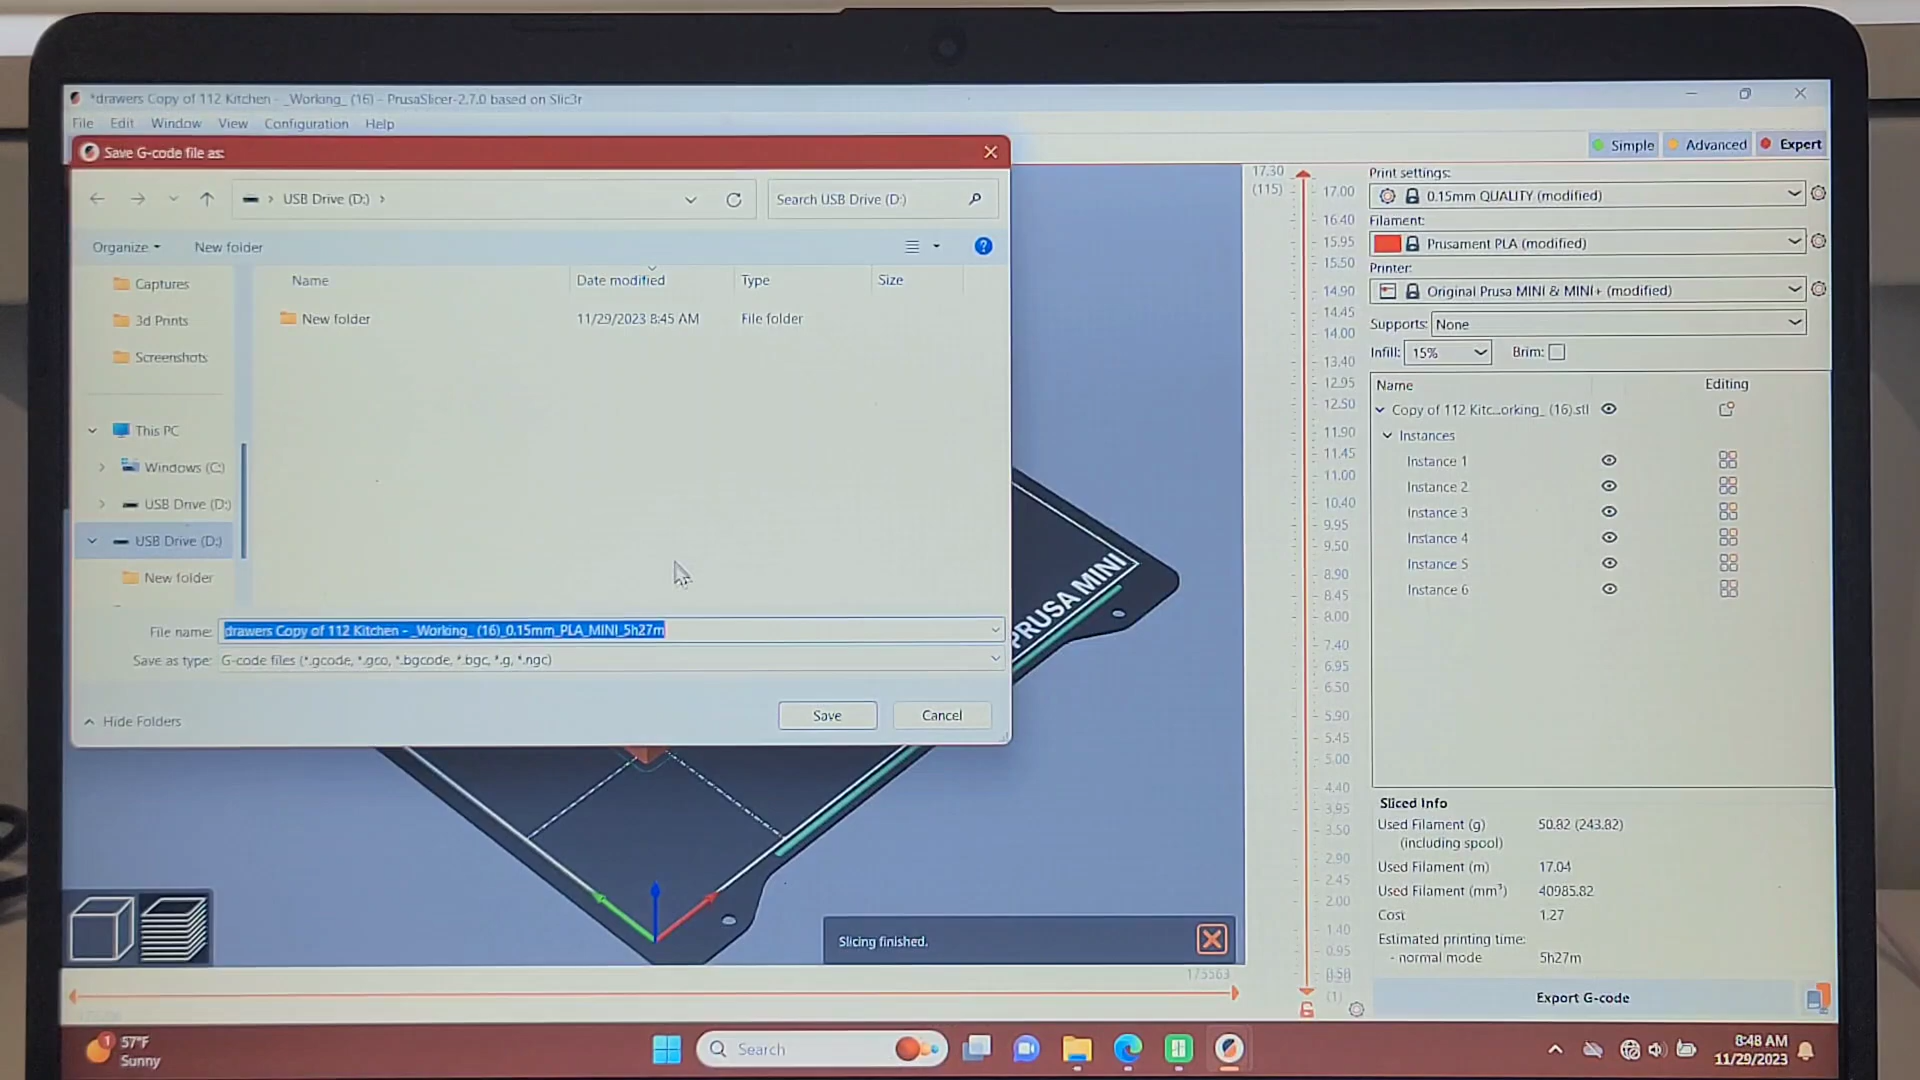 *drawers Copy of 112 Kitchen - _Working_ (16) - PrusaSlicer-2.7.0 based on Slic3r
File Edit Window View Configuration Help
Save G-code file as:
USB Drive (D:)
Search USB Drive (D:)
Organize
New folder
Captures
3d Prints
Screenshots
This PC
Windows (C:)
USB Drive (D:)
USB Drive (D:)
New folder
Name Date modified Type Size
New folder 11/29/2023 8:45 AM File folder
File name: drawers Copy of 112 Kitchen - _Working_ (16)_0.15mm_PLA_MINI_5h27m
Save as type: G-code files (*.gcode, *.gco, *.bgcode, *.bgc, *.g, *.ngc)
Hide Folders
Save
Cancel
PRUSA MINI
Slicing finished.
175563
17.30
(115)
17.00
16.40
15.95
15.50
14.90
14.45
14.00
13.40
12.95
12.50
11.90
11.45
11.00
10.40
9.95
9.50
8.90
8.45
8.00
7.40
6.95
6.50
5.90
5.45
5.00
4.40
3.95
3.50
2.90
2.45
2.00
1.40
0.95
(1)
Simple Advanced Expert
Print settings:
0.15mm QUALITY (modified)
Filament:
Prusament PLA (modified)
Printer:
Original Prusa MINI & MINI+ (modified)
Supports: None
Infill: 15% Brim:
Name Editing
Copy of 112 Kitc...orking_ (16).stl
Instances
Instance 1
Instance 2
Instance 3
Instance 4
Instance 5
Instance 6
Sliced Info
Used Filament (g) 50.82 (243.82)
(including spool)
Used Filament (m) 17.04
Used Filament (mm³) 40985.82
Cost 1.27
Estimated printing time:
- normal mode 5h27m
Export G-code
1
57°F
Sunny
Search
8:48 AM
11/29/2023